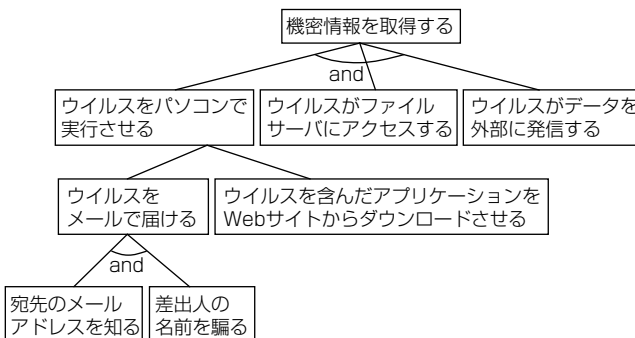 機密情報を取得する
and
ウイルスをパソコンで
実行させる
ウイルスがファイル
サーバにアクセスする
ウイルスがデータを
外部に発信する
ウイルスを
メールで届ける
ウイルスを含んだアプリケーションを
Webサイトからダウンロードさせる
and
宛先のメール
アドレスを知る
差出人の
名前を騙る